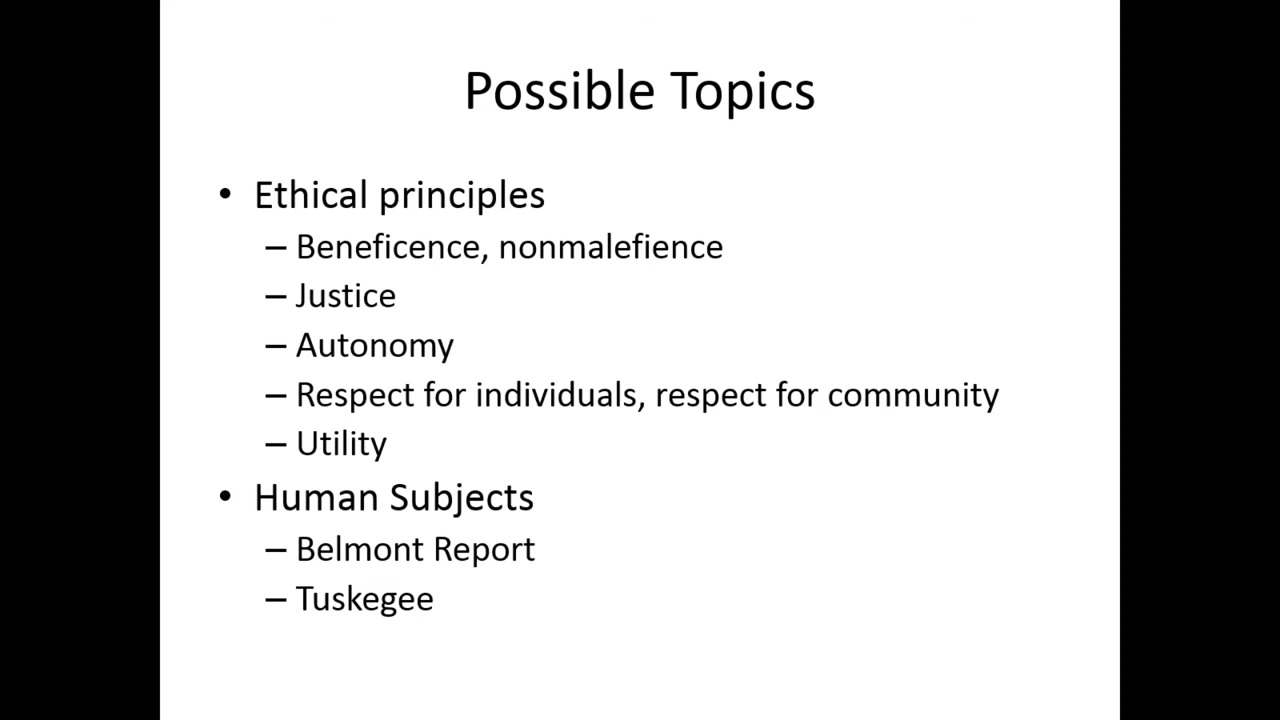 Possible Topics
• Ethical principles
– Beneficence, nonmalefience
– Justice
– Autonomy
– Respect for individuals, respect for community
– Utility
• Human Subjects
– Belmont Report
– Tuskegee